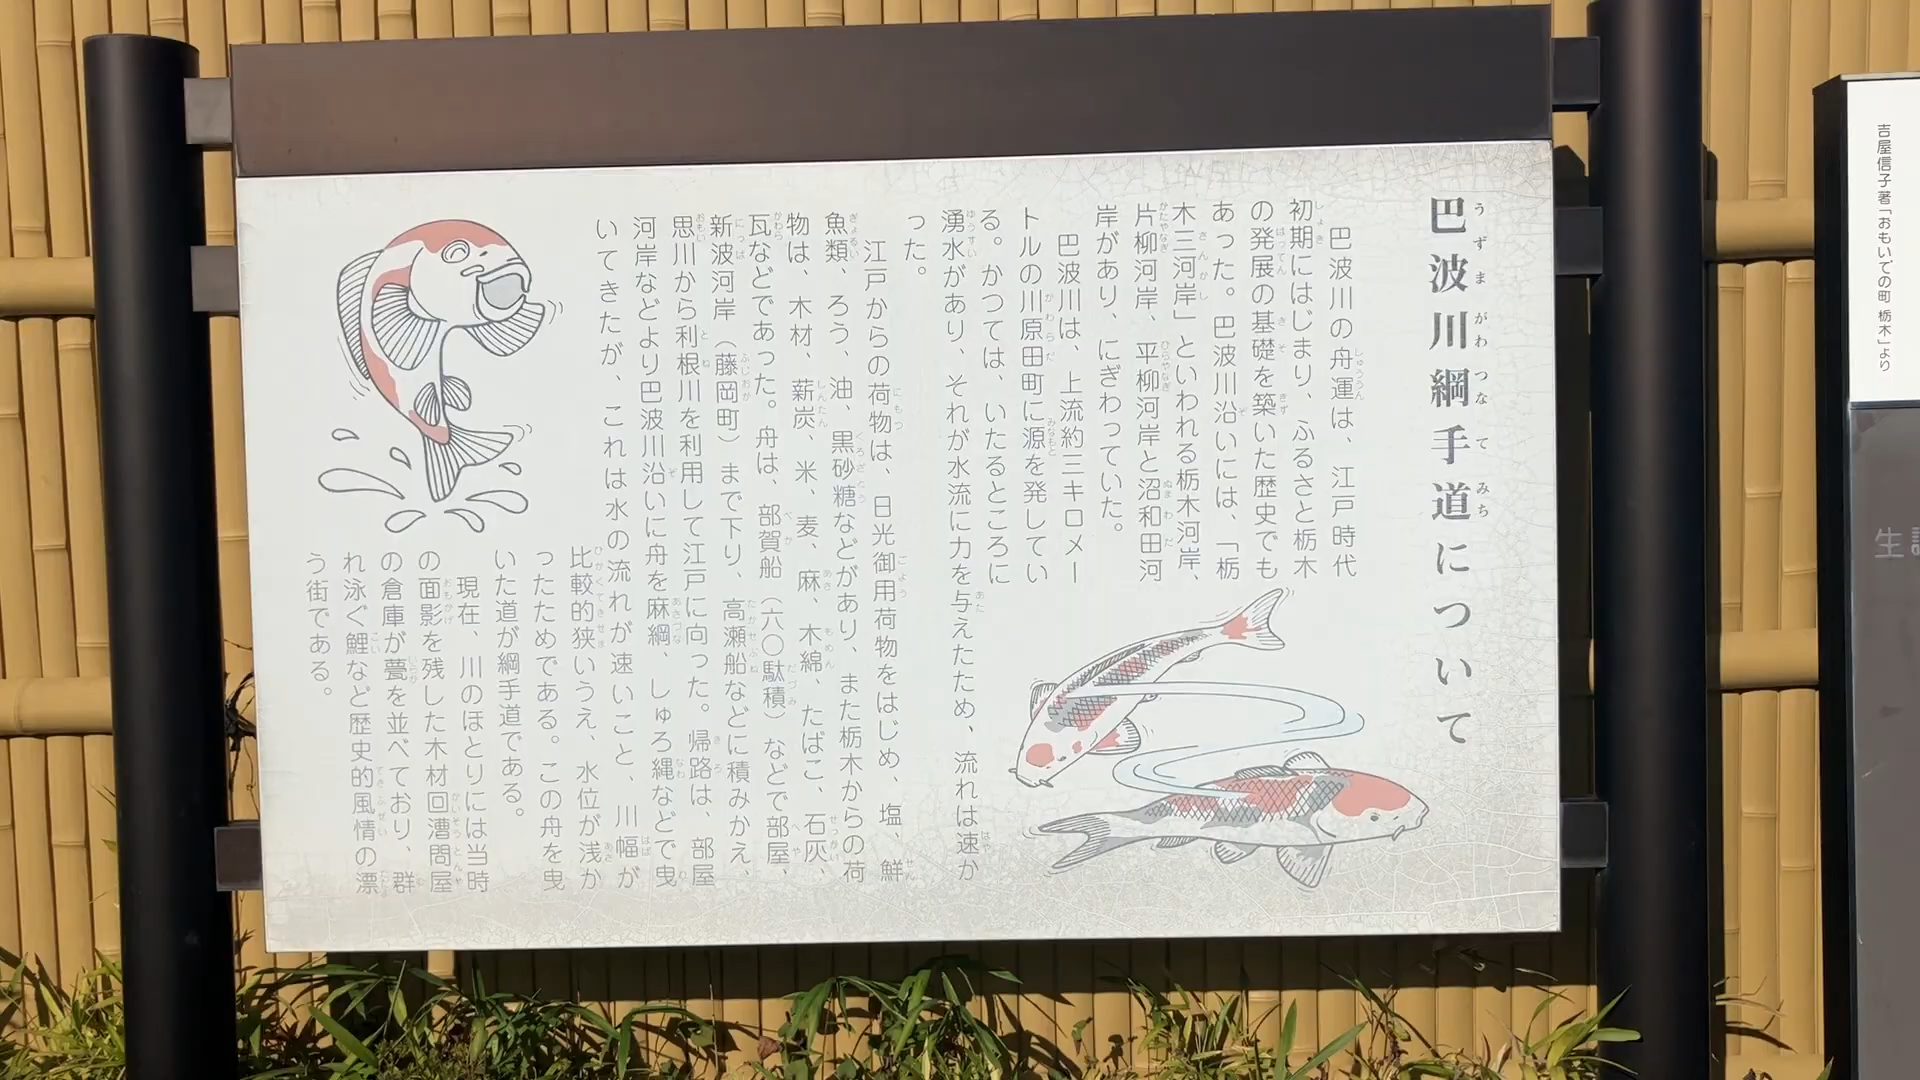 巴波川綱手道について
うずまがわつなてみち
巴波川の舟運は、江戸時代
初期にはじまり、ふるさと栃木
の発展の基礎を築いた歴史でも
あった。巴波川沿いには、「栃
木三河岸」といわれる栃木河岸、
片柳河岸、平柳河岸と沼和田河
岸があり、にぎわっていた。
巴波川は、上流約三キロメー
トルの川原田町に源を発してい
る。かつては、いたるところに
湧水があり、それが水流に力を与えたため、流れは速か
った。
江戸からの荷物は、日光御用荷物をはじめ、塩、鮮
魚類、ろう、油、黒砂糖などがあり、また栃木からの荷
物は、木材、薪炭、米、麦、麻、木綿、たばこ、石灰、
瓦などであった。舟は、部賀船（六〇駄積）などで部屋、
新波河岸（藤岡町）まで下り、高瀬船などに積みかえ、
思川から利根川を利用して江戸に向った。帰路は、部屋
河岸などより巴波川沿いに舟を麻綱、しゅろ縄などで曳
いてきたが、これは水の流れが速いこと、川幅が
比較的狭いうえ、水位が浅か
ったためである。この舟を曳
いた道が綱手道である。
現在、川のほとりには当時
の面影を残した木材回漕問屋
の倉庫が甍を並べており、群
れ泳ぐ鯉など歴史的風情の漂
う街である。
吉屋信子著「おもいでの町 栃木」より
生